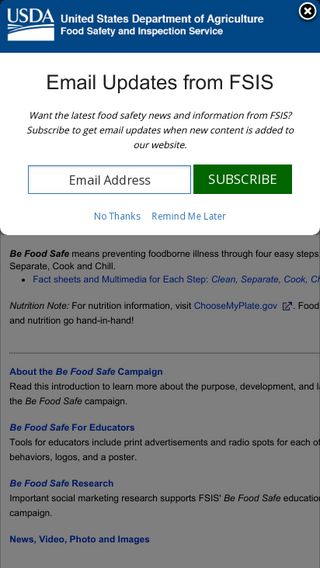 USDA
United States Department of Agriculture
Food Safety and Inspection Service
Email Updates from FSIS
Want the latest food safety news and information from FSIS?
Subscribe to get email updates when new content is added to
our website.
Email Address
SUBSCRIBE
No Thanks
Remind Me Later
Be Food Safe means preventing foodborne illness through four easy steps:
Separate, Cook and Chill.
Fact sheets and Multimedia for Each Step: Clean, Separate, Cook,
Nutrition Note: For nutrition information, visit ChooseMyPlate.gov . Food
and nutrition go hand-in-hand!
About the Be Food Safe Campaign
Read this introduction to learn more about the purpose, development, and
the Be Food Safe campaign.
Be Food Safe For Educators
Tools for educators include print advertisements and radio spots for each of
behaviors, logos, and a poster.
Be Food Safe Research
Important social marketing research supports FSIS' Be Food Safe
campaign.
News, Video, Photo and Images